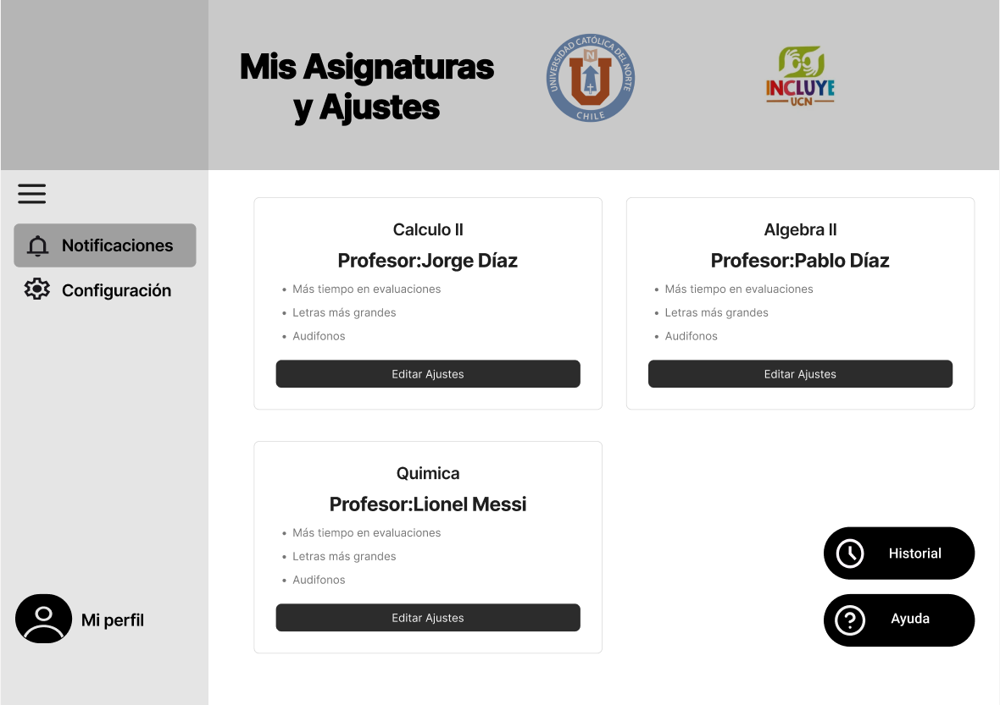 Mis Asignaturas
y Ajustes
UNIVERSIDAD CATÓLICA DEL NORTE
N
CHILE
INCLUYE
UCN
Notificaciones
Configuración
Mi perfil
Calculo II
Profesor:Jorge Díaz
• Más tiempo en evaluaciones
• Letras más grandes
• Audifonos
Editar Ajustes
Algebra II
Profesor:Pablo Díaz
• Más tiempo en evaluaciones
• Letras más grandes
• Audifonos
Editar Ajustes
Quimica
Profesor:Lionel Messi
• Más tiempo en evaluaciones
• Letras más grandes
• Audifonos
Editar Ajustes
Historial
Ayuda